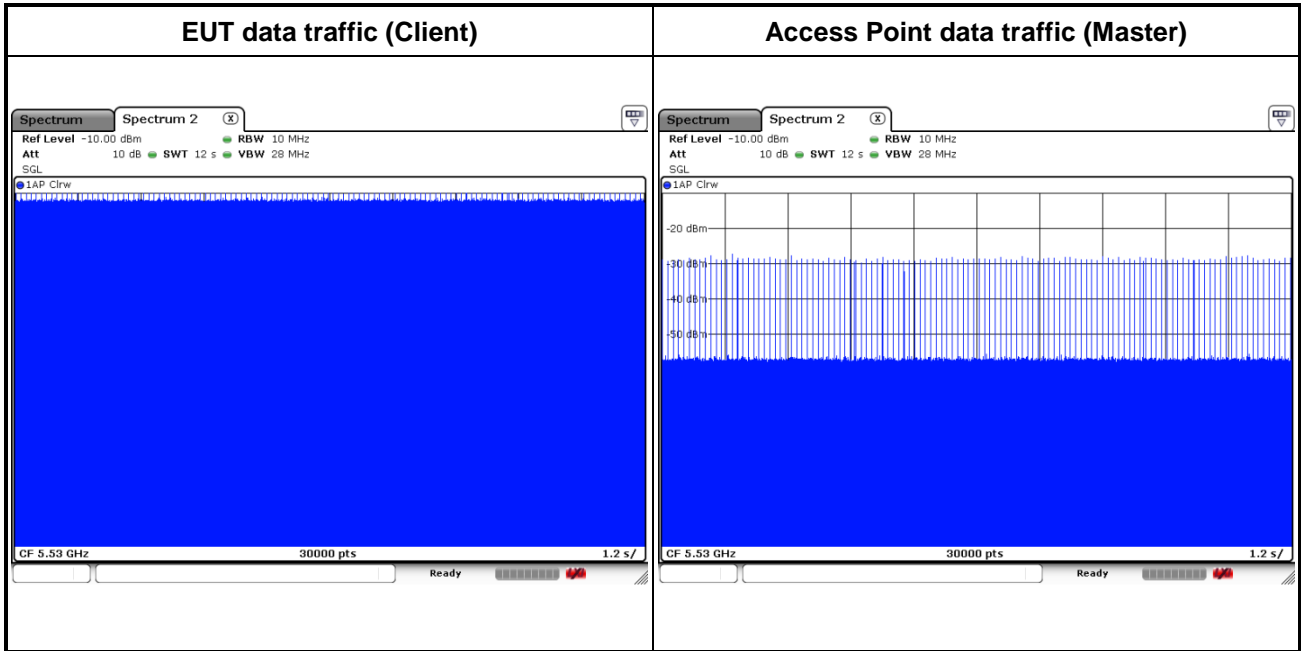 EUT data traffic (Client)
Access Point data traffic (Master)
Spectrum Spectrum 2 X
Ref Level -10.00 dBm RBW 10 MHz
Att 10 dB SWT 12 s VBW 28 MHz
SGL
1AP Clrw
CF 5.53 GHz 30000 pts 1.2 s/
Ready
Spectrum Spectrum 2 X
Ref Level -10.00 dBm RBW 10 MHz
Att 10 dB SWT 12 s VBW 28 MHz
SGL
1AP Clrw
-20 dBm
-30 dBm
-40 dBm
-50 dBm
CF 5.53 GHz 30000 pts 1.2 s/
Ready